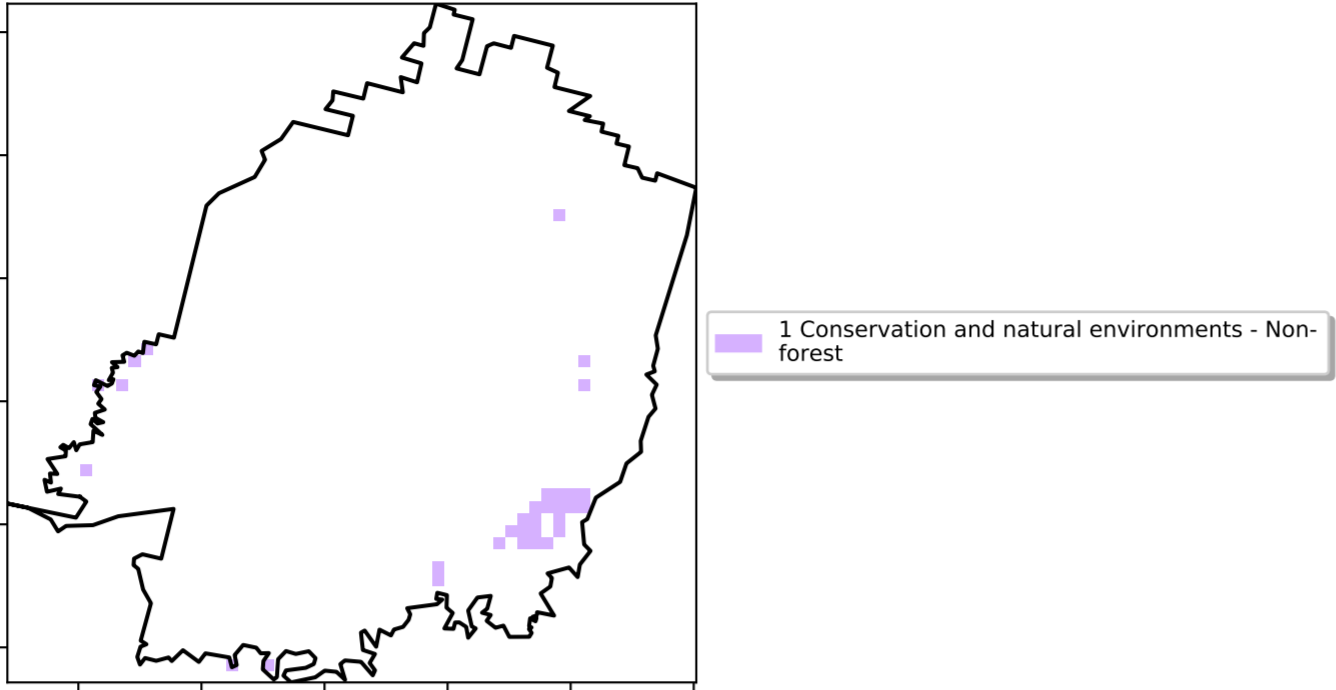 1 Conservation and natural environments - Non-
forest